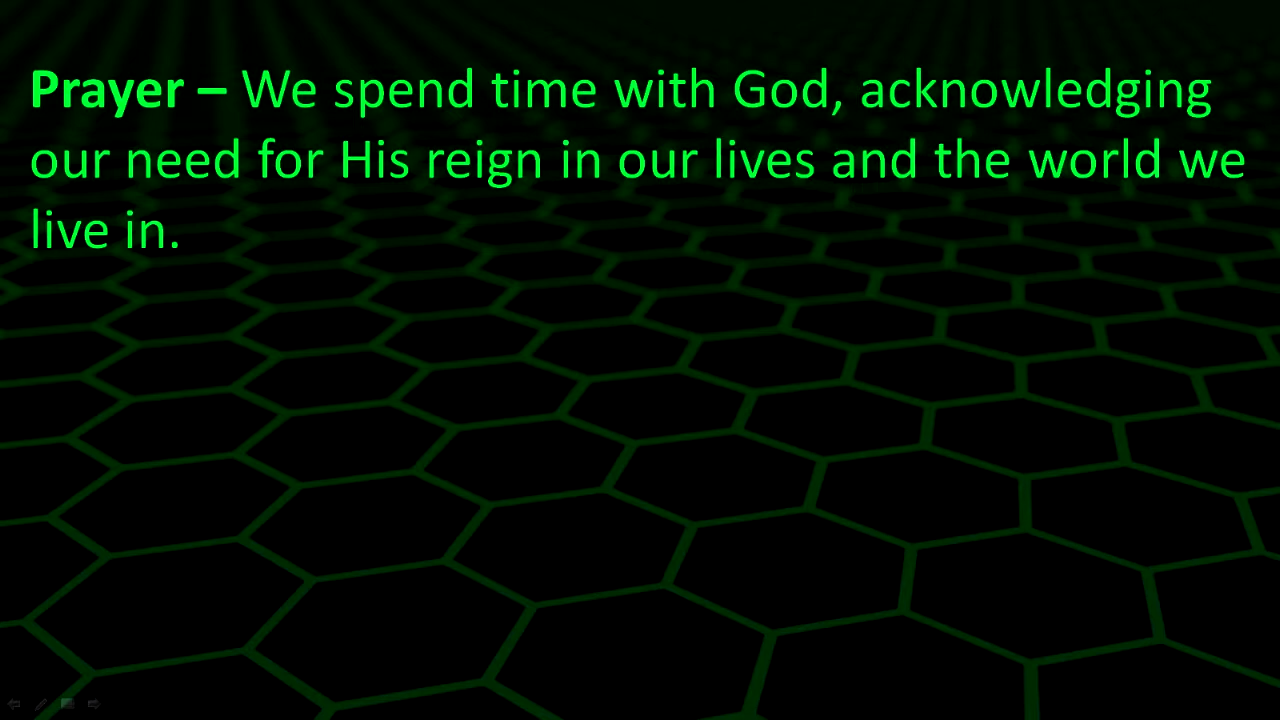 Prayer – We spend time with God, acknowledging
our need for His reign in our lives and the world we
live in.